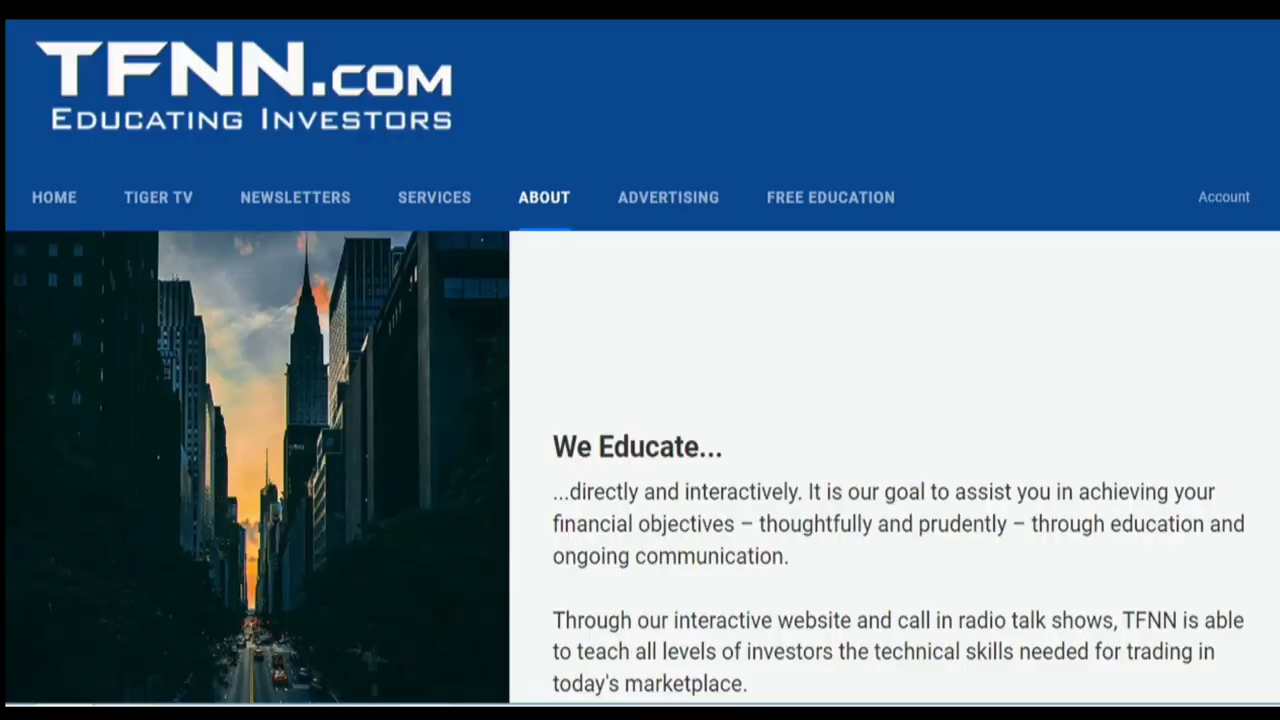 TFNN.COM
EDUCATING INVESTORS
HOME TIGER TV NEWSLETTERS SERVICES ABOUT ADVERTISING FREE EDUCATION Account
We Educate...
...directly and interactively. It is our goal to assist you in achieving your
financial objectives – thoughtfully and prudently – through education and
ongoing communication.
Through our interactive website and call in radio talk shows, TFNN is able
to teach all levels of investors the technical skills needed for trading in
today's marketplace.